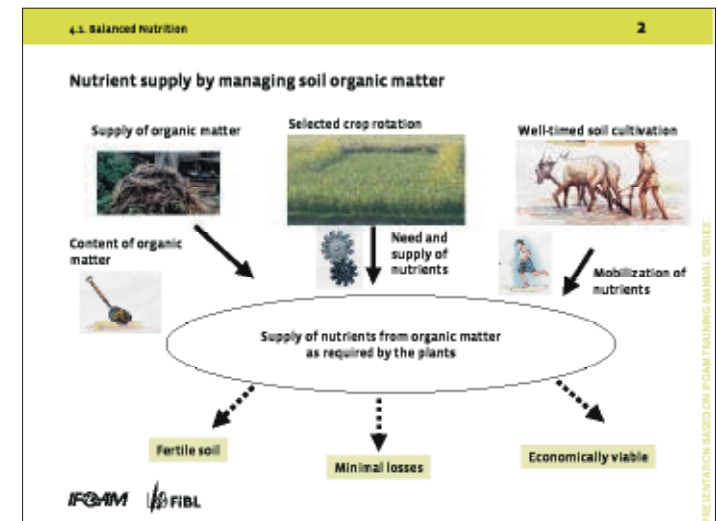 4.1. Balanced Nutrition
2
Nutrient supply by managing soil organic matter
Supply of organic matter
Selected crop rotation
Well-timed soil cultivation
Content of organic
matter
Need and
supply of
nutrients
Mobilization of
nutrients
Supply of nutrients from organic matter
as required by the plants
Fertile soil
Minimal losses
Economically viable
IFOAM
FiBL
PRESENTATION BASED ON IFOAM TRAINING MANUAL SERIES